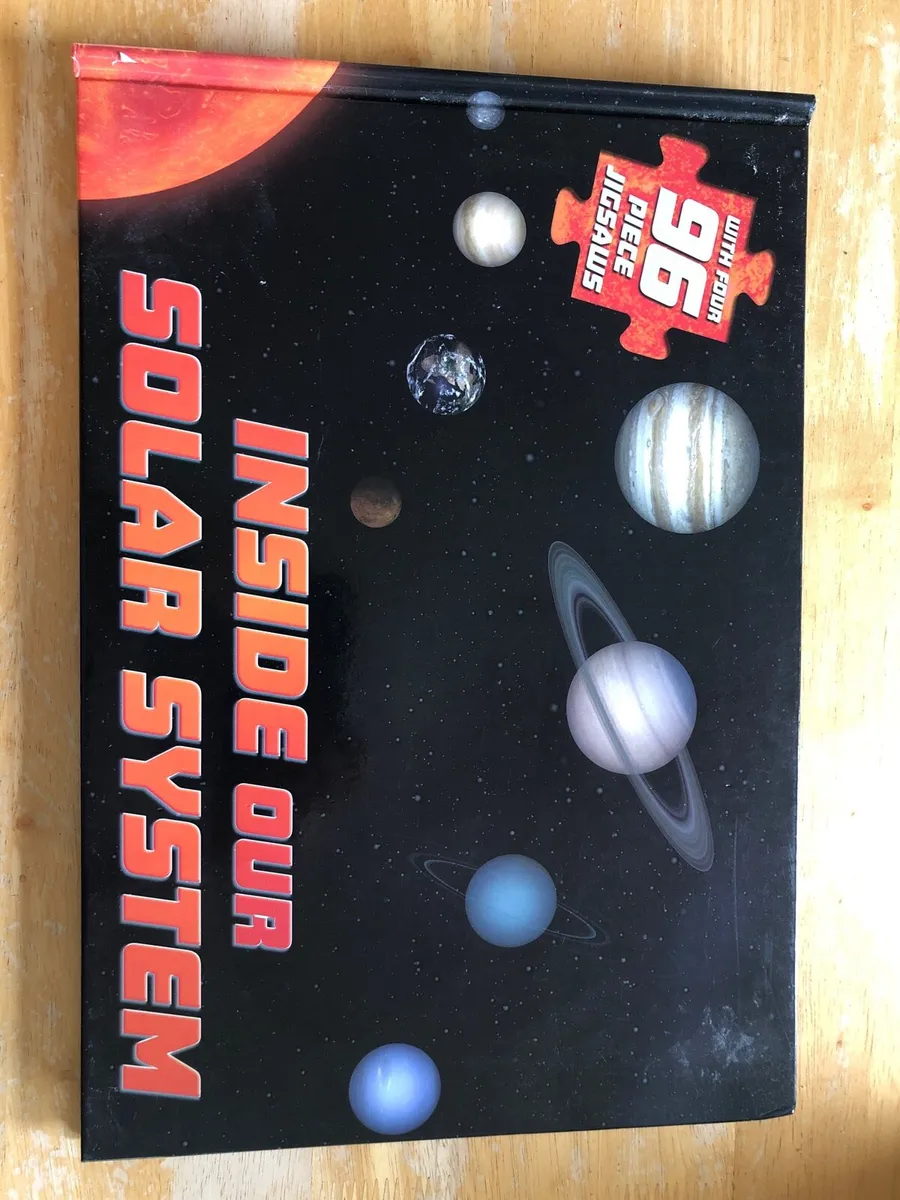 WITH FOUR
96
PIECE
JIGSAWS
INSIDE OUR
SOLAR SYSTEM